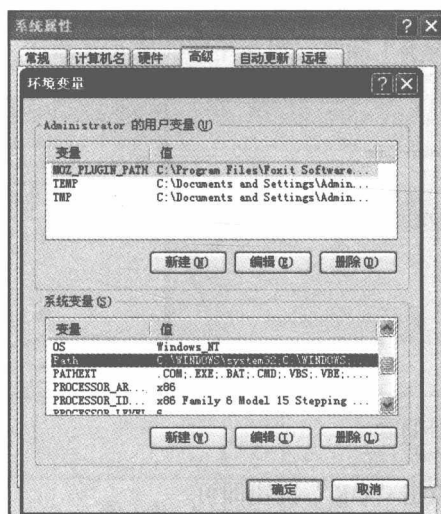 系统属性
常规 计算机名 硬件 高级 自动更新 远程
环境变量
Administrator 的用户变量(U)
变量 值
MOZ_PLUGIN_PATH C:\Program Files\Foxit Software...
TEMP C:\Documents and Settings\Admin...
TMP C:\Documents and Settings\Admin...
新建(N) 编辑(E) 删除(D)
系统变量(S)
变量 值
OS Windows_NT
Path C:\WINDOWS\system32;C:\WINDOWS;...
PATHEXT .COM;.EXE;.BAT;.CMD;.VBS;.VBE;....
PROCESSOR_AR... x86
PROCESSOR_ID... x86 Family 6 Model 15 Stepping ...
PROCESSOR_LEVEL 6
新建(W) 编辑(I) 删除(L)
确定 取消